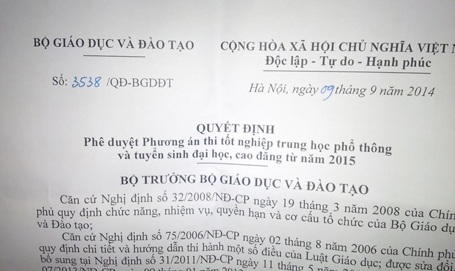 BỘ GIÁO DỤC VÀ ĐÀO TẠO
CỘNG HÒA XÃ HỘI CHỦ NGHĨA VIỆT
Độc lập - Tự do - Hạnh phúc
Số: 3538 /QĐ-BGDĐT
Hà Nội, ngày 09 tháng 9 năm 2014
QUYẾT ĐỊNH
Phê duyệt Phương án thi tốt nghiệp trung học phổ thông
và tuyển sinh đại học, cao đẳng từ năm 2015
BỘ TRƯỞNG BỘ GIÁO DỤC VÀ ĐÀO TẠO
Căn cứ Nghị định số 32/2008/NĐ-CP ngày 19 tháng 3 năm 2008 của Chính
phủ quy định chức năng, nhiệm vụ, quyền hạn và cơ cấu tổ chức của Bộ Giáo dục
và Đào tạo;
Căn cứ Nghị định số 75/2006/NĐ-CP ngày 02 tháng 8 năm 2006 của Chính phủ
quy định chi tiết và hướng dẫn thi hành một số điều của Luật Giáo dục; được sửa đổi
bổ sung tại Nghị định số 31/2011/NĐ-CP ngày 11 tháng 5 năm